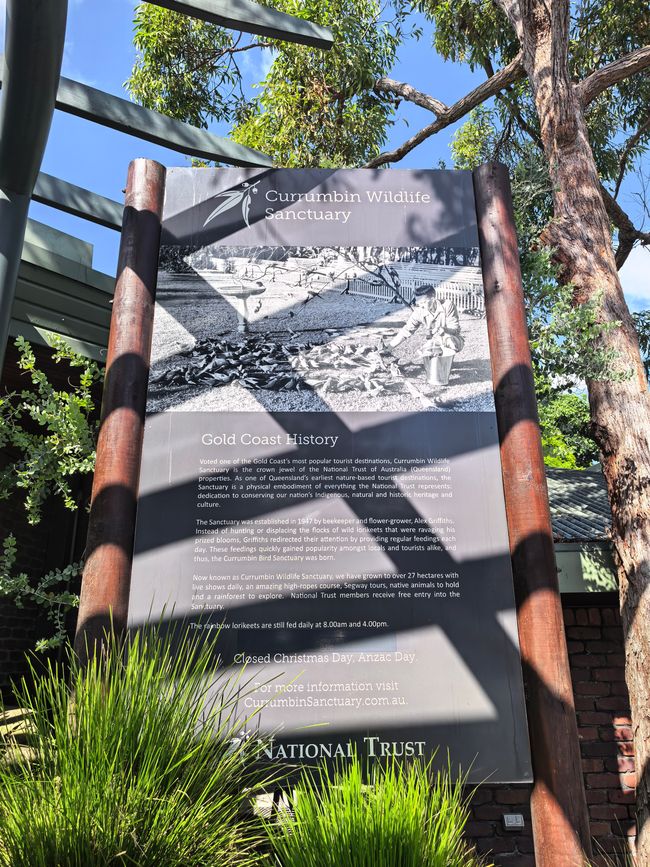 Currumbin Wildlife
Sanctuary
Gold Coast History
Voted one of the Gold Coast's most popular tourist destinations, Currumbin Wildlife
Sanctuary is the crown jewel of the National Trust of Australia (Queensland)
properties. As one of Queensland's earliest nature-based tourist destinations, the
Sanctuary is a physical embodiment of everything the National Trust represents:
dedication to conserving our nation's Indigenous, natural and historic heritage and
culture.
The Sanctuary was established in 1947 by beekeeper and flower-grower, Alex Griffiths.
Instead of hunting or displacing the flocks of wild lorikeets that were ravaging his
prized blooms, Griffiths redirected their attention by providing regular feedings each
day. These feedings quickly gained popularity amongst locals and tourists alike, and
thus, the Currumbin Bird Sanctuary was born.
Now known as Currumbin Wildlife Sanctuary, we have grown to over 27 hectares with
live shows daily, an amazing high-ropes course, Segway tours, native animals to hold
and a rainforest to explore. National Trust members receive free entry into the
Sanctuary.
The rainbow lorikeets are still fed daily at 8.00am and 4.00pm.
Closed Christmas Day, Anzac Day.
For more information visit
CurrumbinSanctuary.com.au.
National Trust